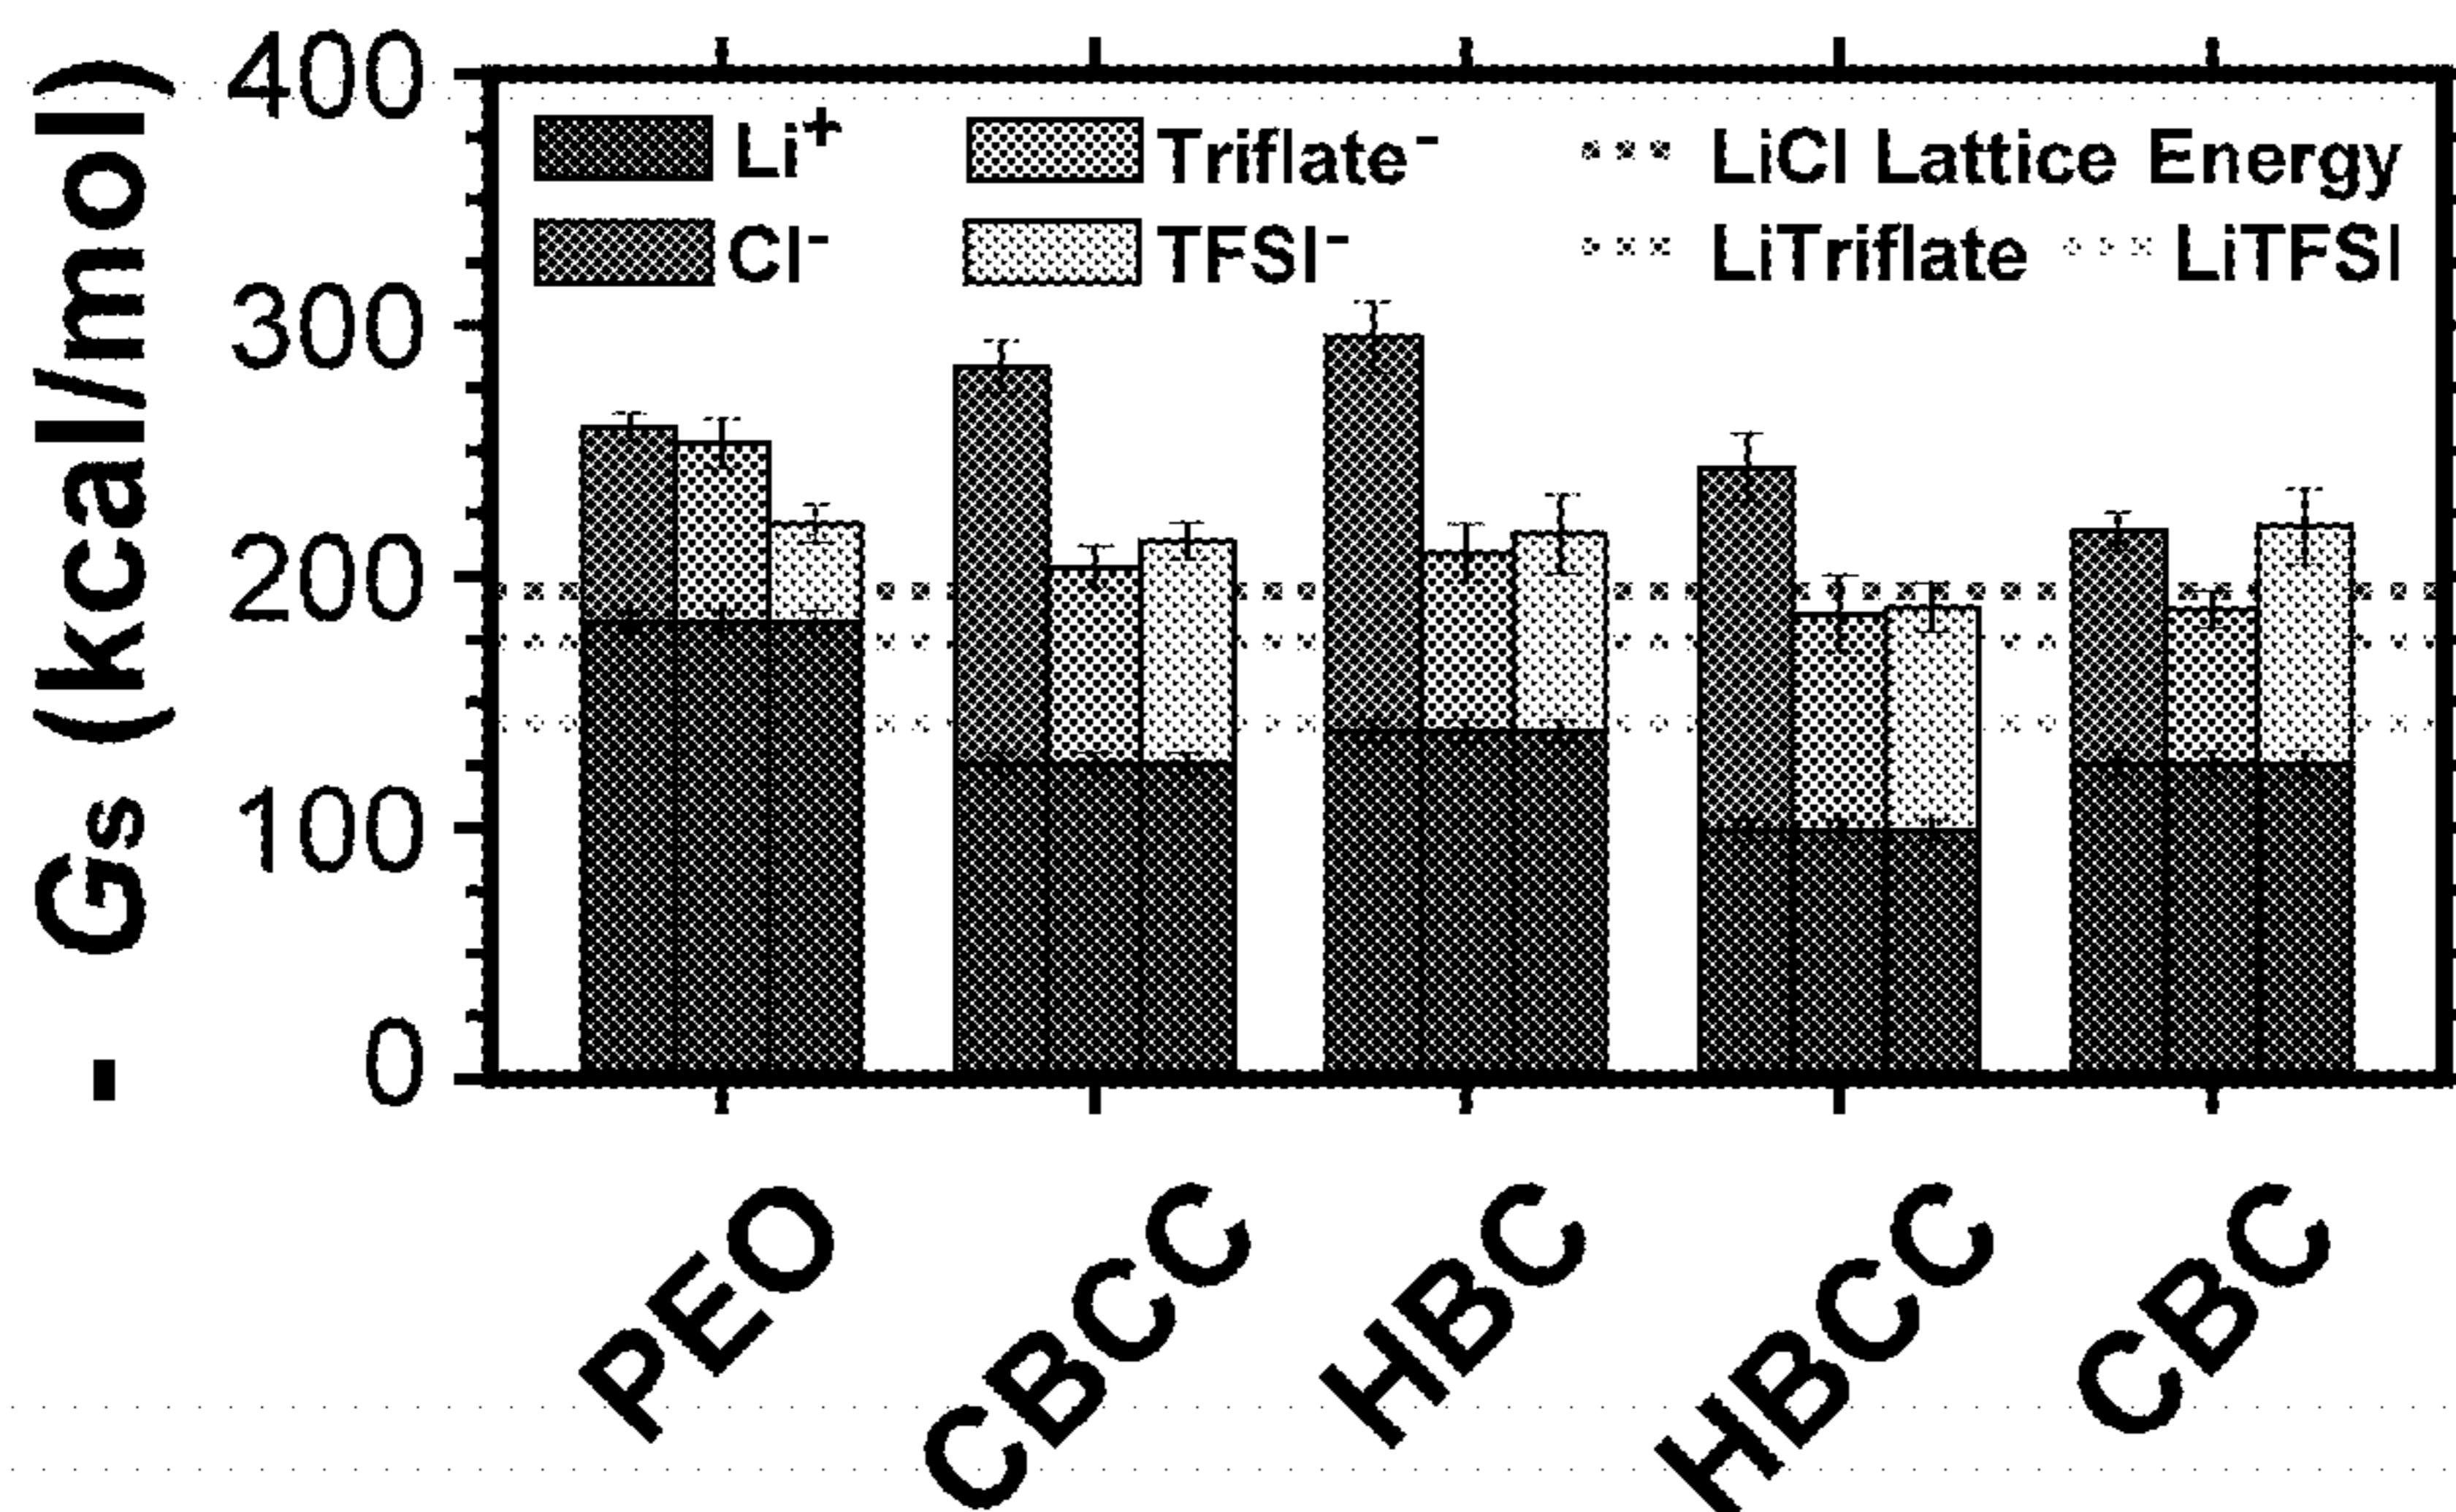 - Gs (kcal/mol)
400
300
200
100
0
Li⁺ Triflate⁻ LiCl Lattice Energy
Cl⁻ TFSI⁻ LiTriflate LiTFSI
PEO
CBCC
HBC
HBCC
CBC